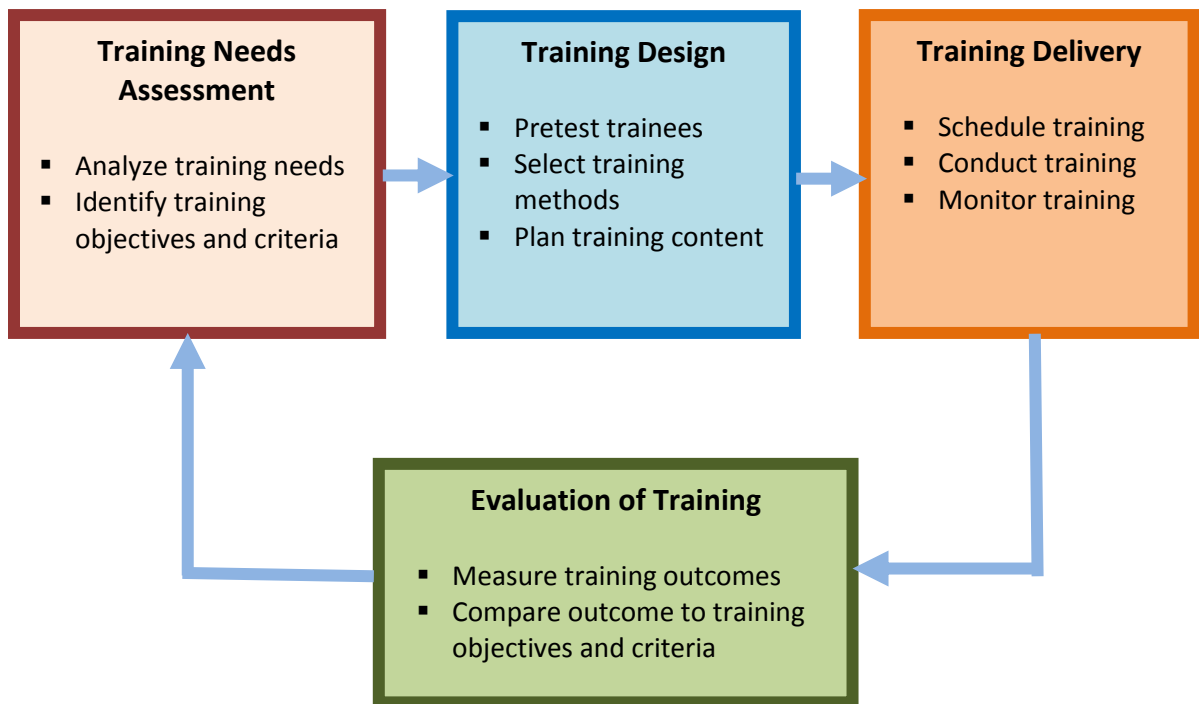 Training Needs
Assessment
▪ Analyze training needs
▪ Identify training
objectives and criteria
Training Design
▪ Pretest trainees
▪ Select training
methods
▪ Plan training content
Training Delivery
▪ Schedule training
▪ Conduct training
▪ Monitor training
Evaluation of Training
▪ Measure training outcomes
▪ Compare outcome to training
objectives and criteria